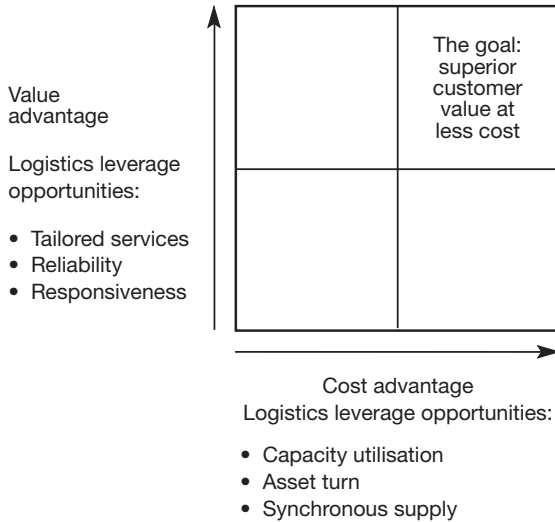 The goal:
superior
customer
value at
less cost
Value
advantage
Logistics leverage
opportunities:
• Tailored services
• Reliability
• Responsiveness
Cost advantage
Logistics leverage opportunities:
• Capacity utilisation
• Asset turn
• Synchronous supply